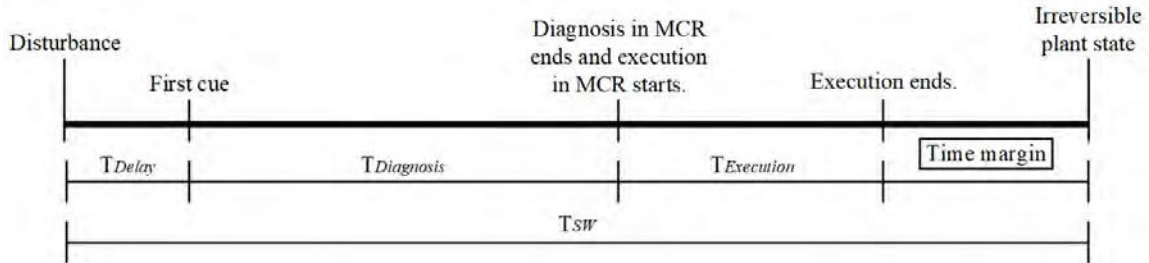 Disturbance
First cue
Diagnosis in MCR
ends and execution
in MCR starts.
Execution ends.
Irreversible
plant state
TDelay
TDiagnosis
TExecution
Time margin
TSW